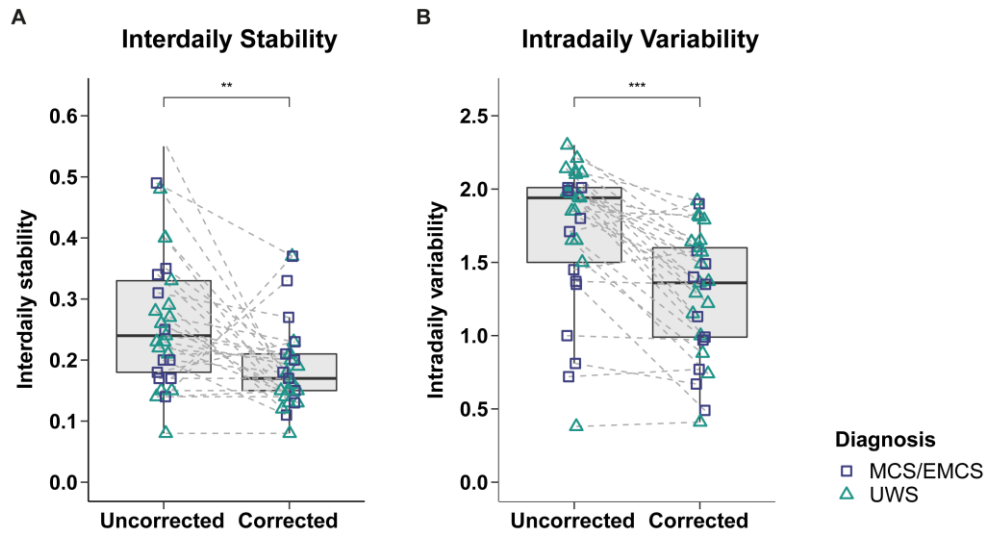 A
Interdaily Stability
**
Interdaily stability
0.6
0.5
0.4
0.3
0.2
0.1
0.0
Uncorrected Corrected
B
Intradaily Variability
***
Intradaily variability
2.5
2.0
1.5
1.0
0.5
0.0
Uncorrected Corrected
Diagnosis
MCS/EMCS
UWS